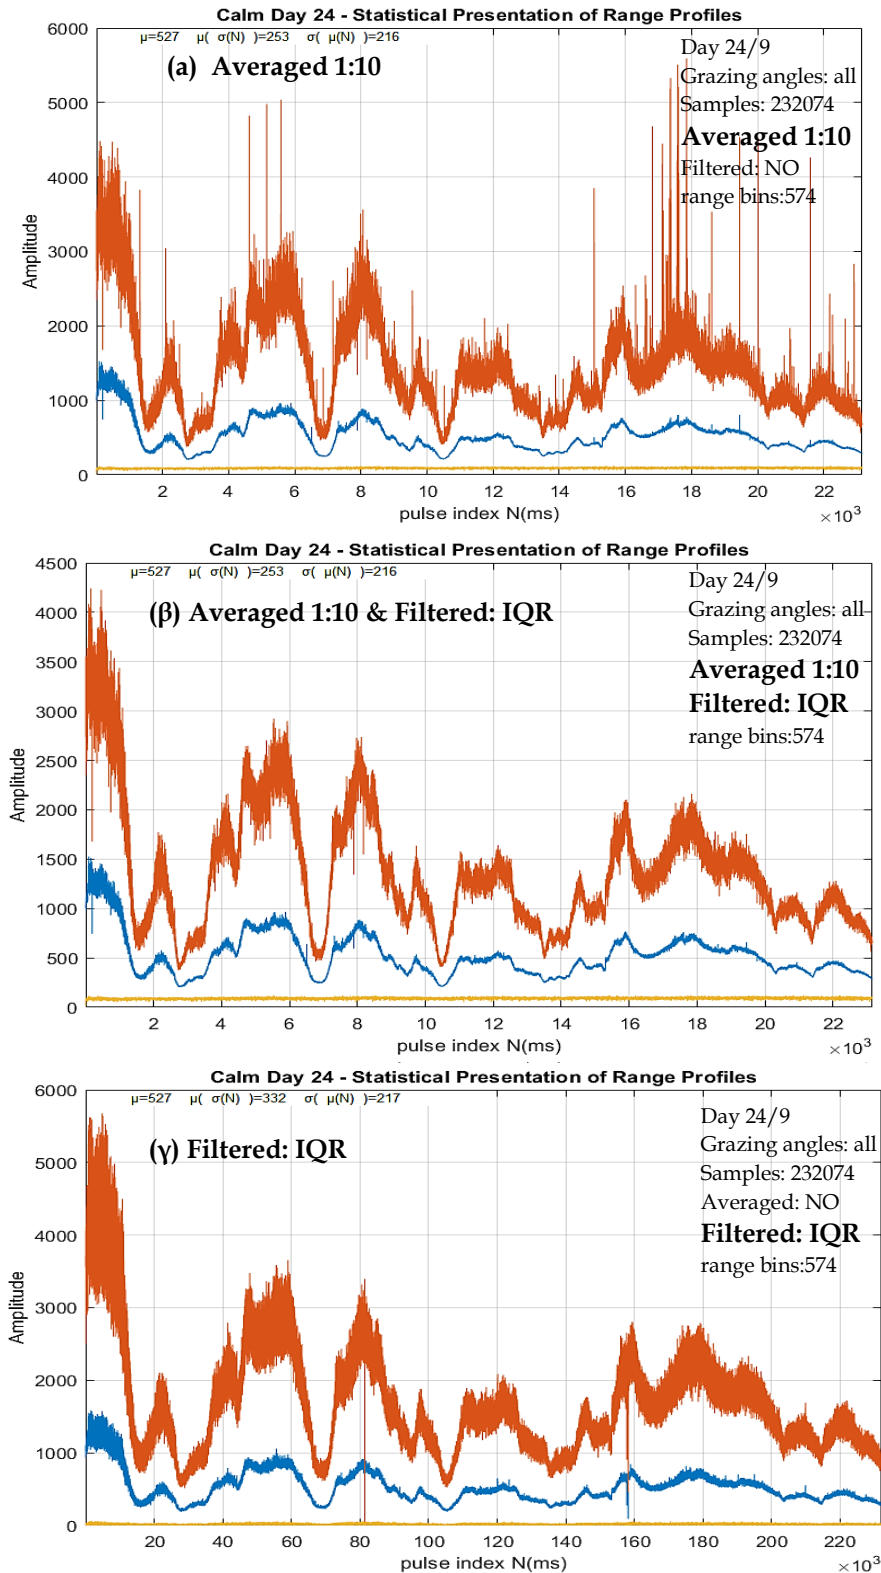 Calm Day 24 - Statistical Presentation of Range Profiles
μ=527 μ( σ(N) )=253 σ( μ(N) )=216
(a) Averaged 1:10
Day 24/9
Grazing angles: all
Samples: 232074
Averaged 1:10
Filtered: NO
range bins:574
6000
5000
4000
3000
2000
1000
0
Amplitude
2 4 6 8 10 12 14 16 18 20 22
pulse index N(ms)
×10³
Calm Day 24 - Statistical Presentation of Range Profiles
μ=527 μ( σ(N) )=253 σ( μ(N) )=216
(β) Averaged 1:10 & Filtered: IQR
Day 24/9
Grazing angles: all
Samples: 232074
Averaged 1:10
Filtered: IQR
range bins:574
4500
4000
3500
3000
2500
2000
1500
1000
500
0
Amplitude
2 4 6 8 10 12 14 16 18 20 22
pulse index N(ms)
×10³
Calm Day 24 - Statistical Presentation of Range Profiles
μ=527 μ( σ(N) )=332 σ( μ(N) )=217
(γ) Filtered: IQR
Day 24/9
Grazing angles: all
Samples: 232074
Averaged: NO
Filtered: IQR
range bins:574
6000
5000
4000
3000
2000
1000
0
Amplitude
20 40 60 80 100 120 140 160 180 200 220
pulse index N(ms)
×10³